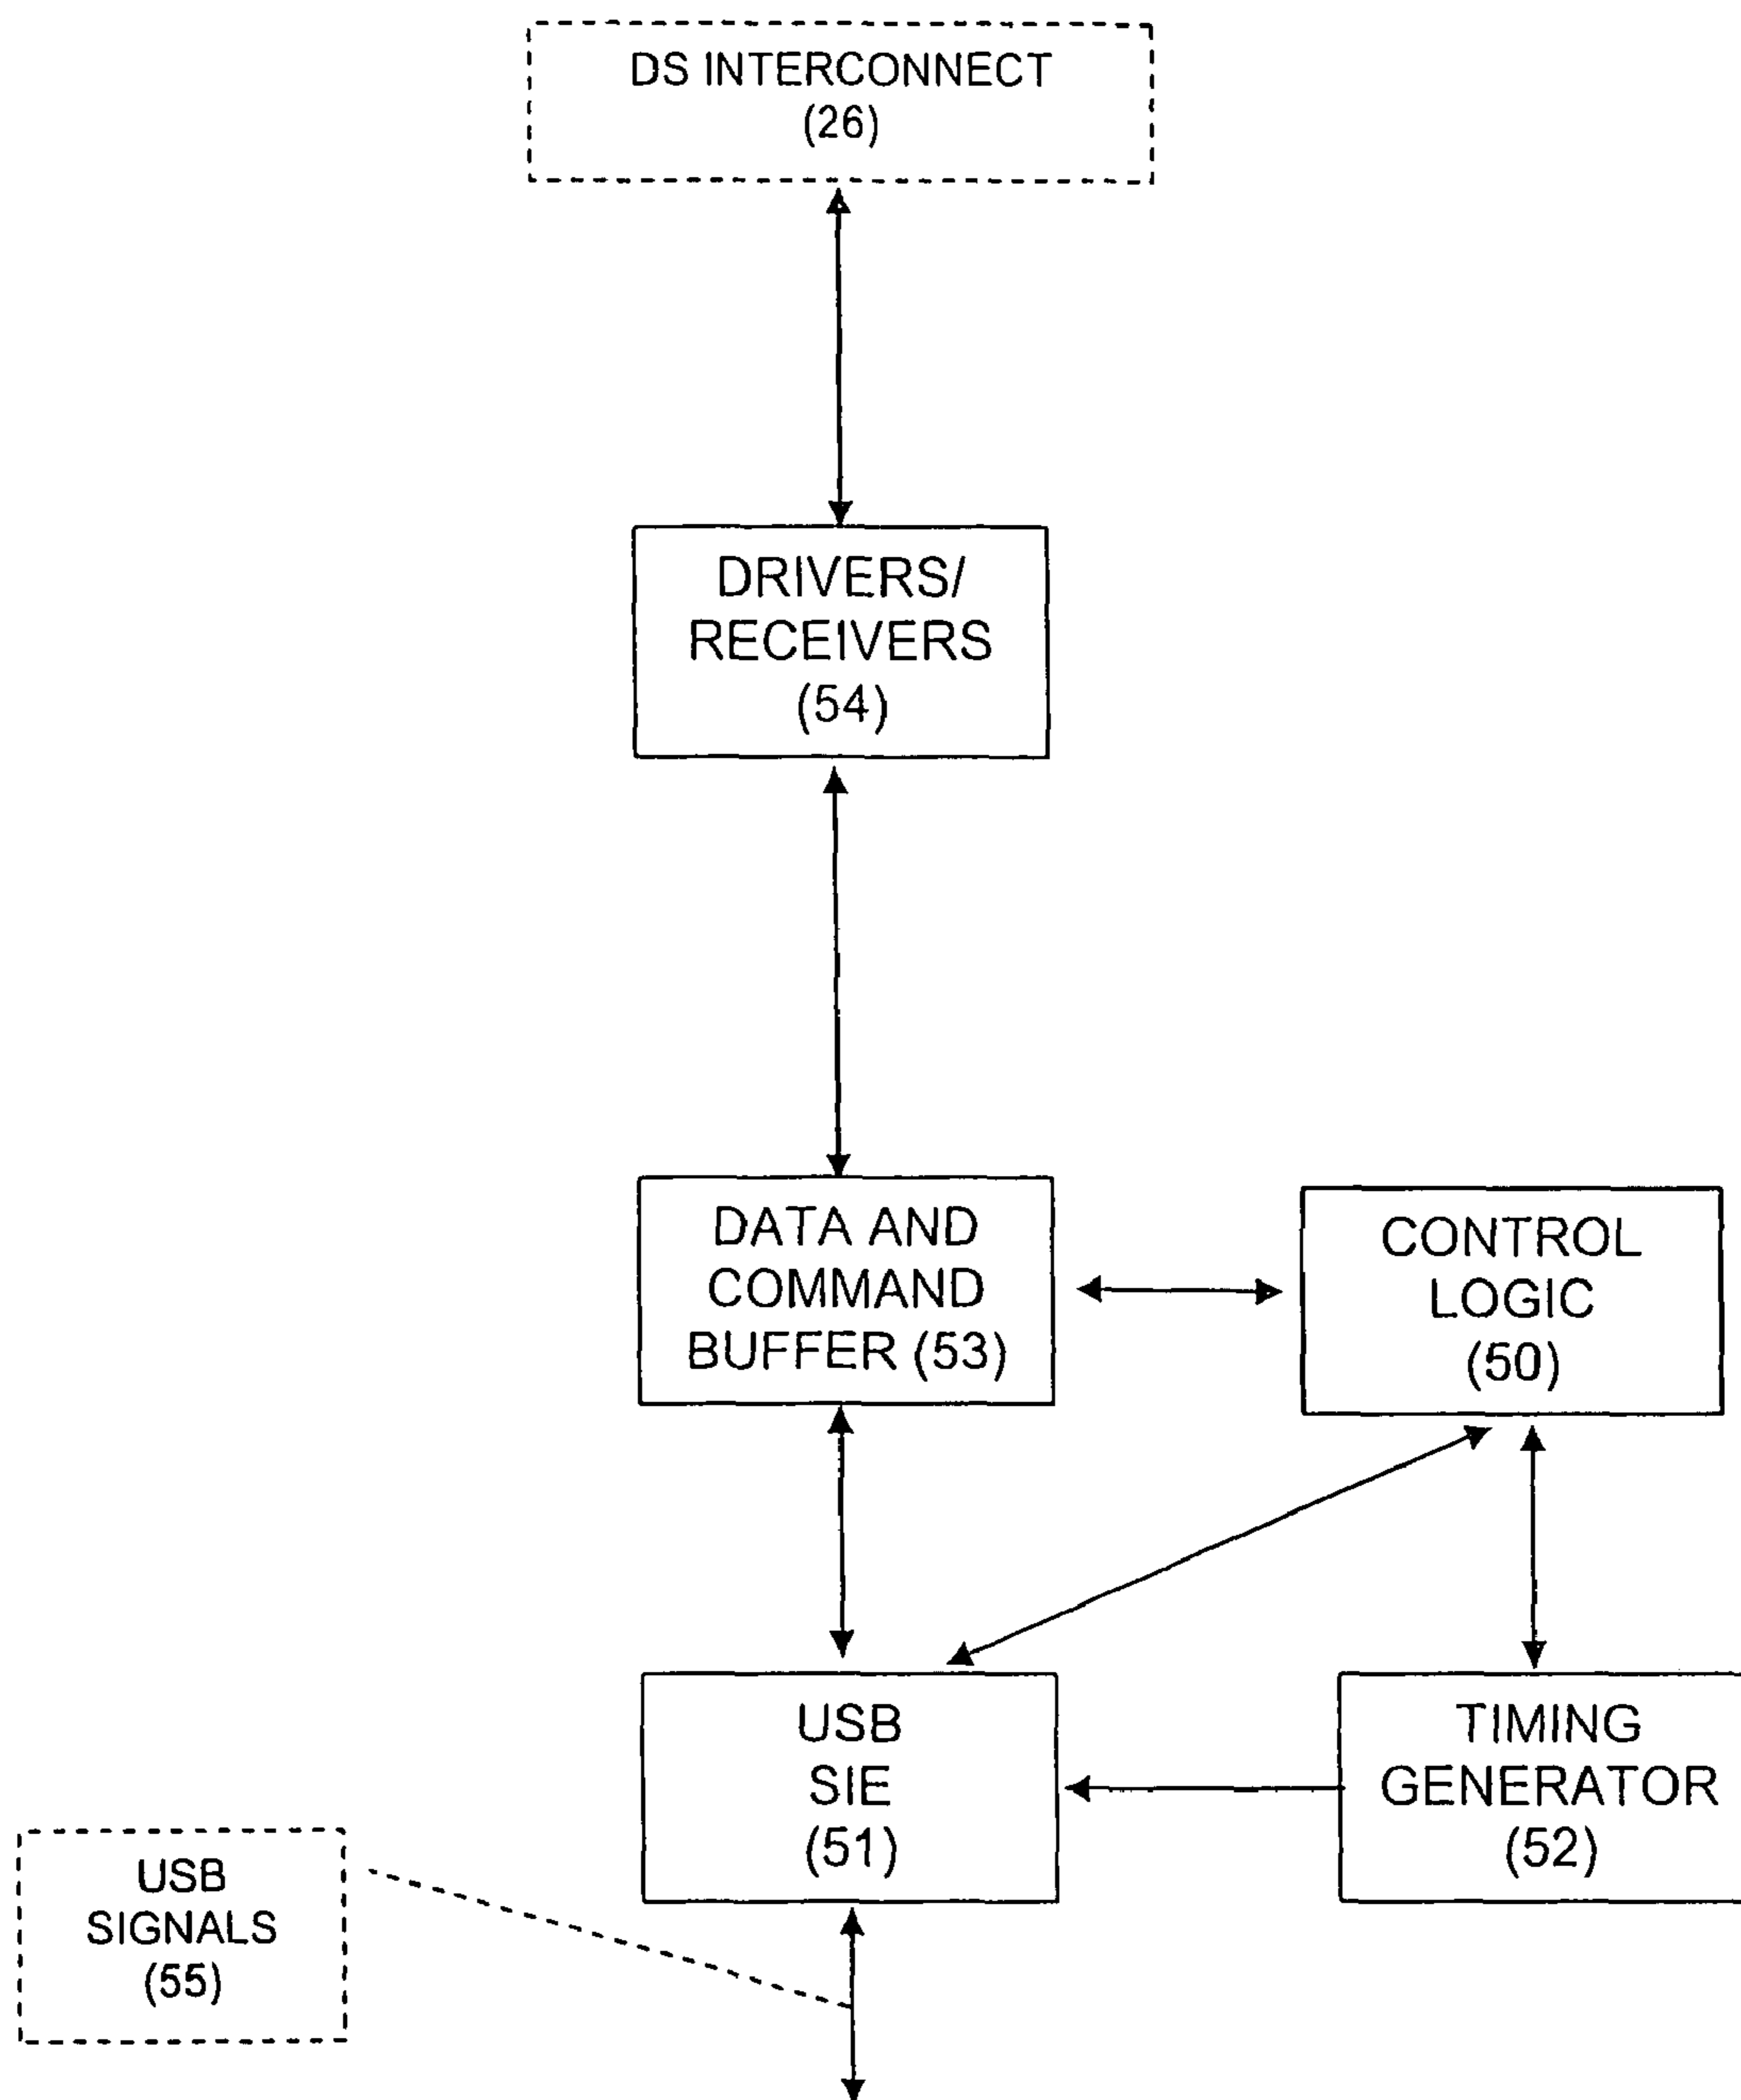 DS INTERCONNECT
(26)
DRIVERS/
RECEIVERS
(54)
DATA AND
COMMAND
BUFFER (53)
CONTROL
LOGIC
(50)
USB
SIE
(51)
TIMING
GENERATOR
(52)
USB
SIGNALS
(55)